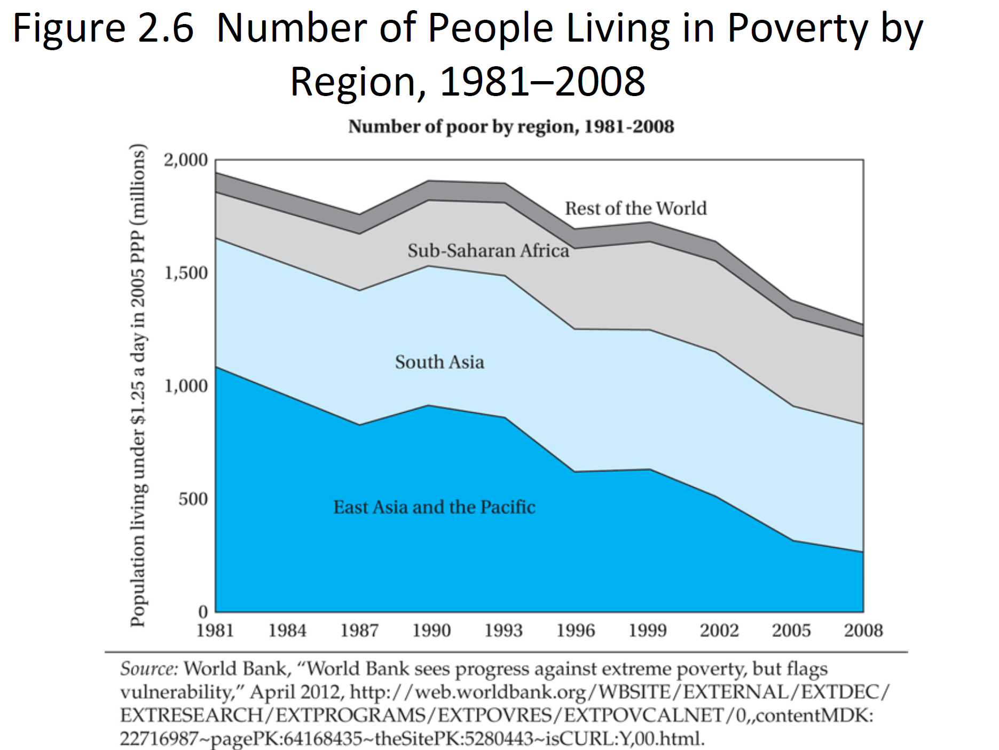 Figure 2.6 Number of People Living in Poverty by
Region, 1981–2008
Number of poor by region, 1981-2008
Population living under $1.25 a day in 2005 PPP (millions)
2,000
1,500
1,000
500
0
Rest of the World
Sub-Saharan Africa
South Asia
East Asia and the Pacific
1981 1984 1987 1990 1993 1996 1999 2002 2005 2008
Source: World Bank, “World Bank sees progress against extreme poverty, but flags
vulnerability,” April 2012, http://web.worldbank.org/WBSITE/EXTERNAL/EXTDEC/
EXTRESEARCH/EXTPROGRAMS/EXTPOVRES/EXTPOVCALNET/0,,contentMDK:
22716987~pagePK:64168435~theSitePK:5280443~isCURL:Y,00.html.